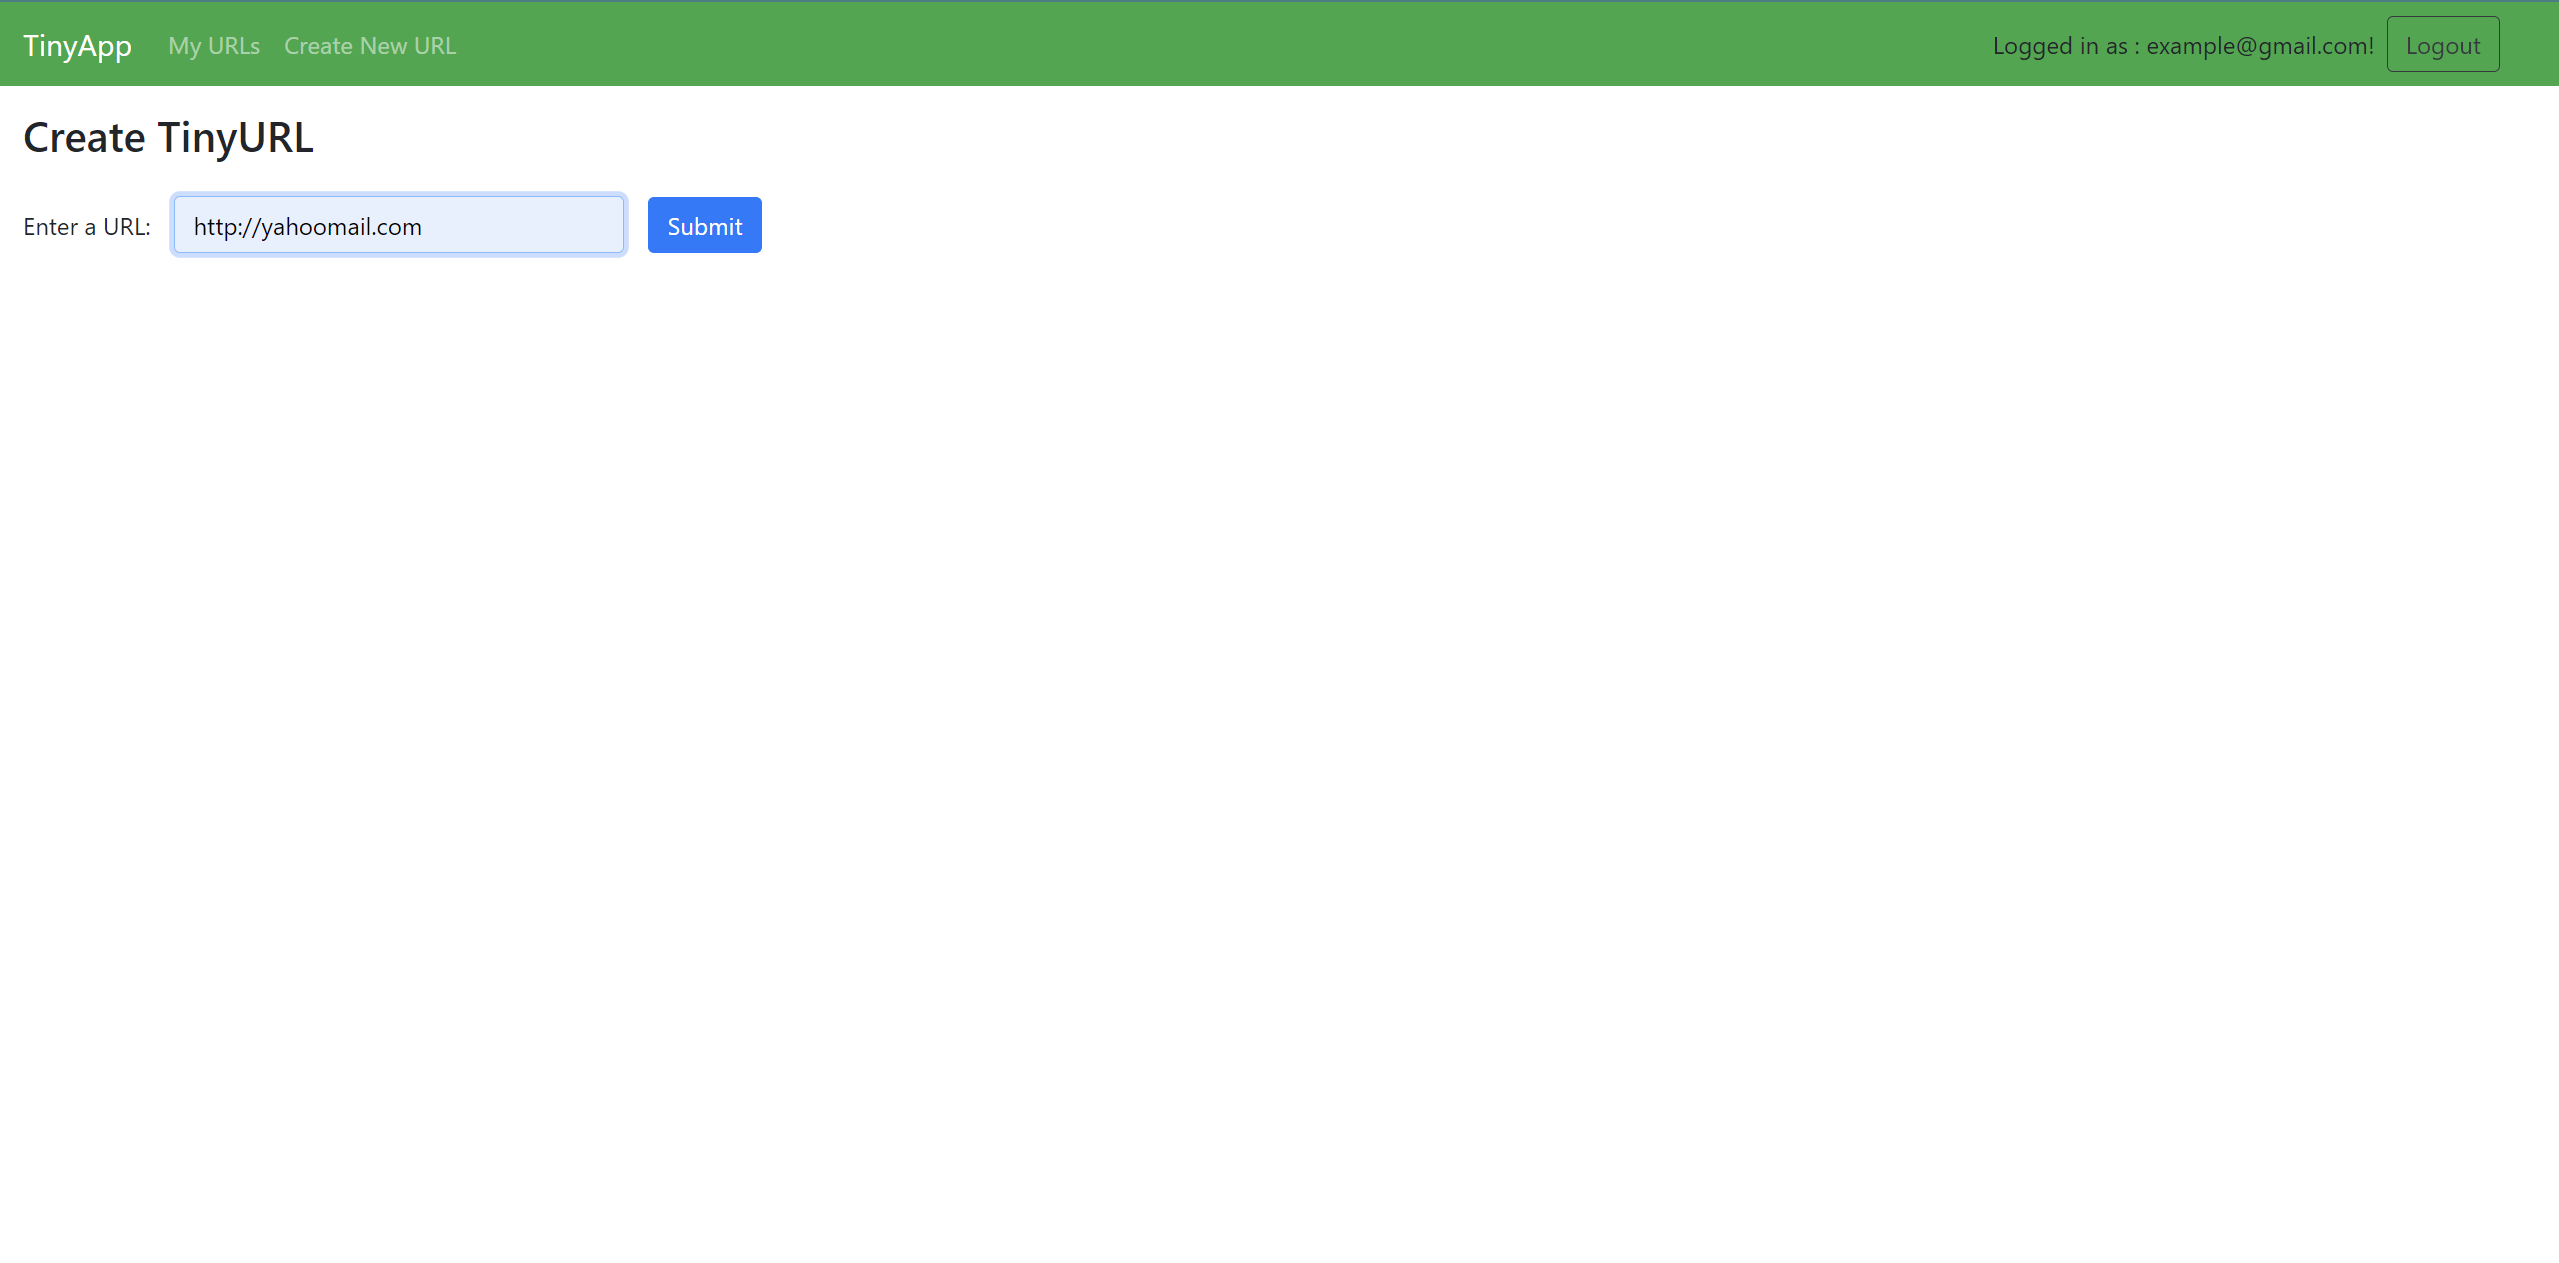 TinyApp My URLs Create New URL Logged in as : example@gmail.com! Logout
Create TinyURL
Enter a URL: http://yahoomail.com Submit